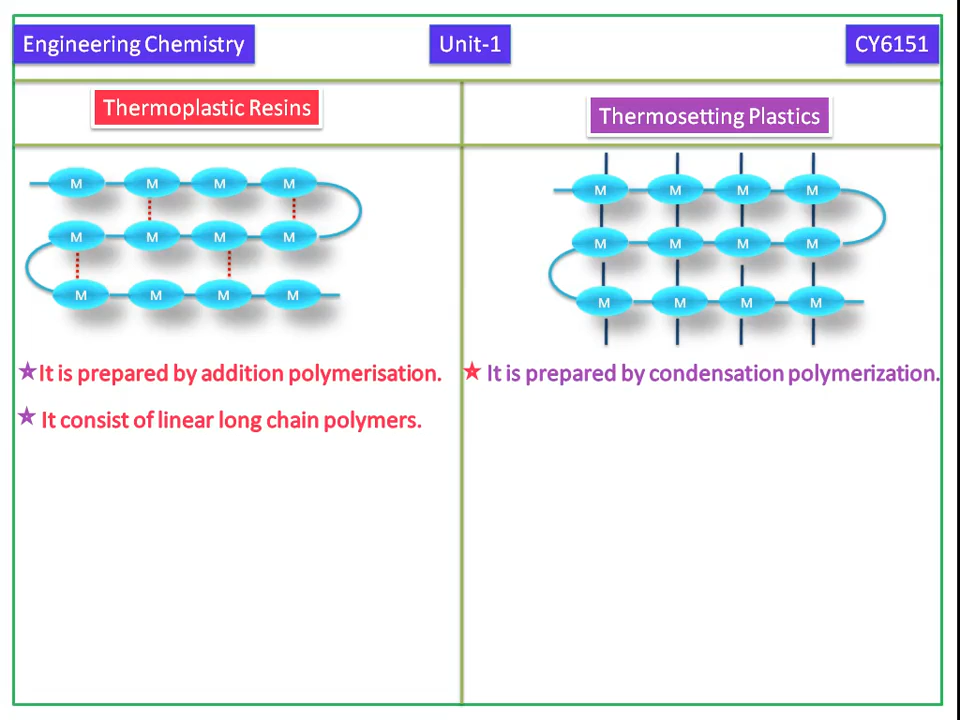 Engineering Chemistry
Unit-1
CY6151
Thermoplastic Resins
Thermosetting Plastics
M M M M
M M M M
M M M M
M M M M
M M M M
M M M M
It is prepared by addition polymerisation.
It is prepared by condensation polymerization.
It consist of linear long chain polymers.